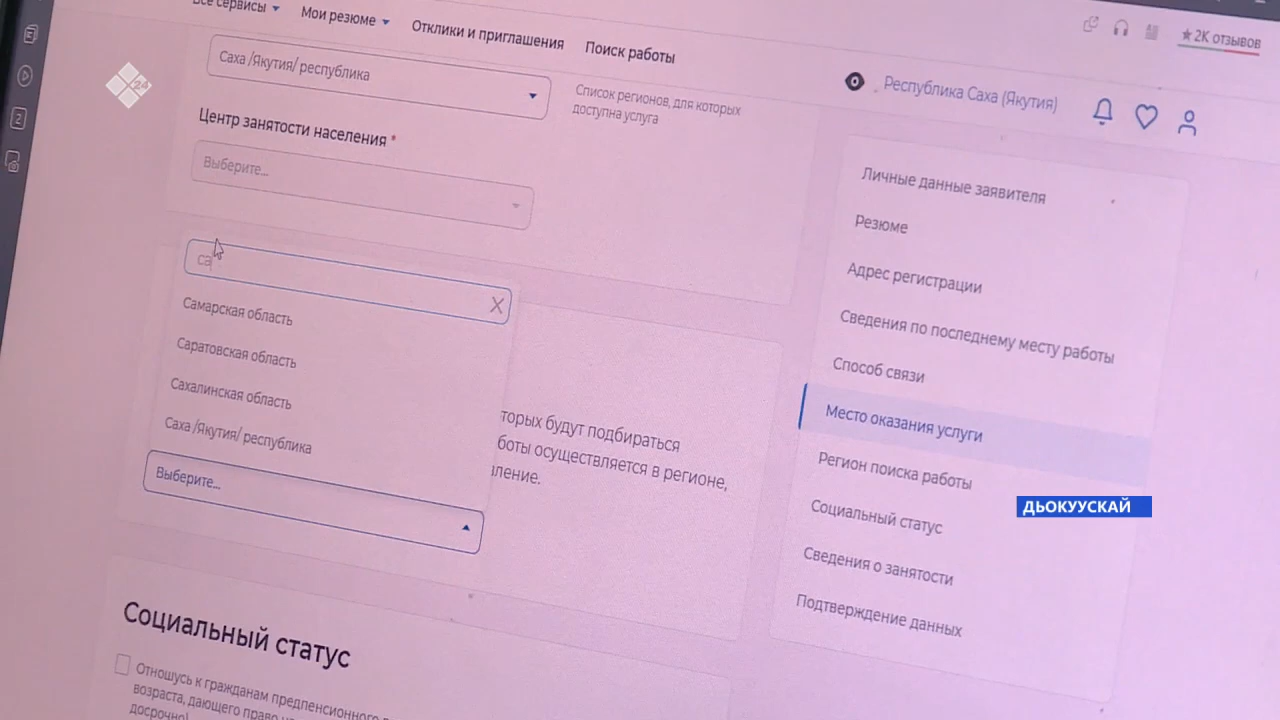 Все сервисы
Мои резюме
Отклики и приглашения
Поиск работы
★ 2К отзывов
Саха /Якутия/ республика
Список регионов, для которых
доступна услуга
Республика Саха (Якутия)
Центр занятости населения *
Выберите...
са
Самарская область
Саратовская область
Сахалинская область
Саха /Якутия/ республика
Выберите...
торых будут подбираться
боты осуществляется в регионе,
ление.
Личные данные заявителя
Резюме
Адрес регистрации
Сведения по последнему месту работы
Способ связи
Место оказания услуги
Регион поиска работы
Социальный статус
Сведения о занятости
Подтверждение данных
ДЬОКУУСКАЙ
Социальный статус
Отношусь к гражданам предпенсионного
возраста, дающего право
досрочно)
24
2